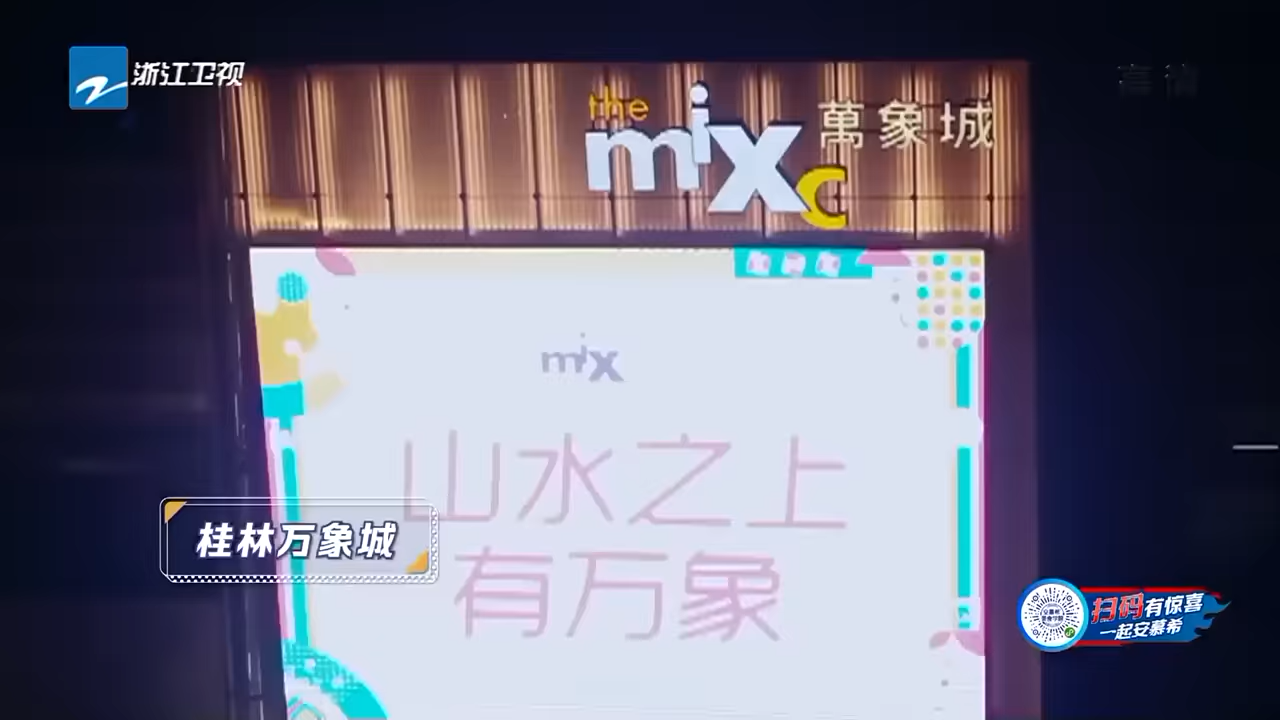 浙江卫视
the
mixc 萬象城
mix
山水之上
有万象
桂林万象城
扫码有惊喜
一起安慕希